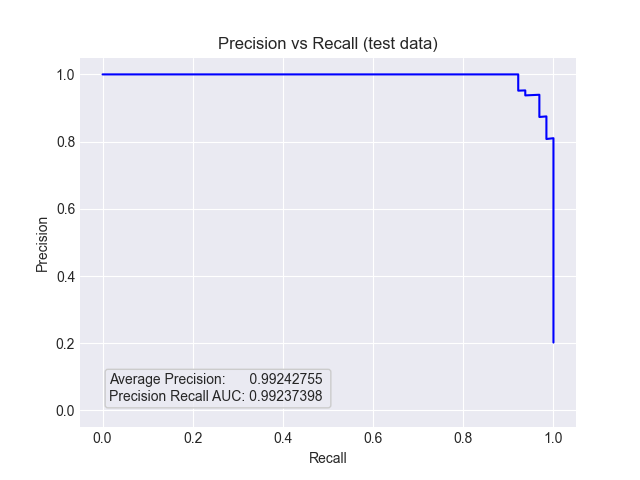 Precision vs Recall (test data)
Precision
1.0
0.8
0.6
0.4
0.2
0.0
Average Precision: 0.99242755
Precision Recall AUC: 0.99237398
0.0 0.2 0.4 0.6 0.8 1.0
Recall